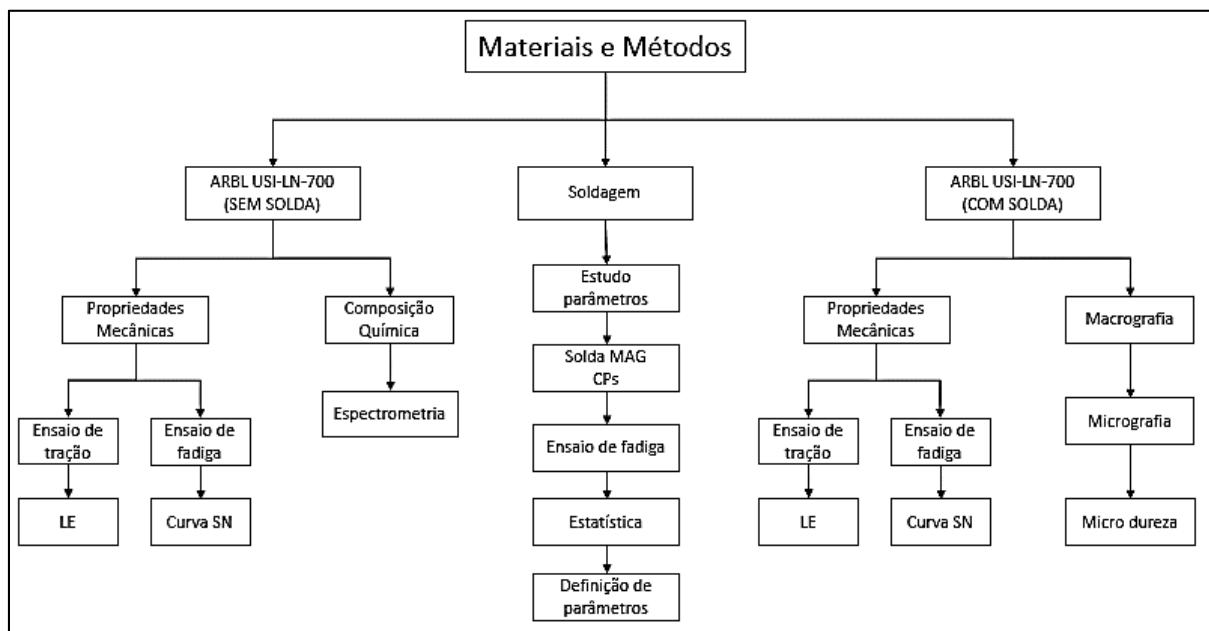 Materiais e Métodos
ARBL USI-LN-700
(SEM SOLDA)
Soldagem
ARBL USI-LN-700
(COM SOLDA)
Propriedades
Mecânicas
Composição
Química
Estudo
parâmetros
Propriedades
Mecânicas
Macrografia
Solda MAG
CPs
Espectrometria
Ensaio de
tração
Ensaio de
fadiga
Ensaio de fadiga
Ensaio de
tração
Ensaio de
fadiga
Micrografia
LE
Curva SN
Estatística
LE
Curva SN
Micro dureza
Definição de
parâmetros